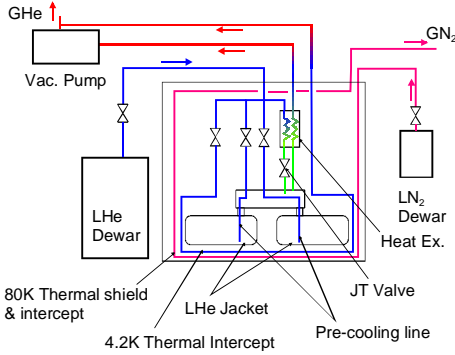 GHe
GN2
Vac. Pump
LHe
Dewar
LN2
Dewar
Heat Ex.
JT Valve
LHe Jacket
Pre-cooling line
80K Thermal shield
& intercept
4.2K Thermal Intercept